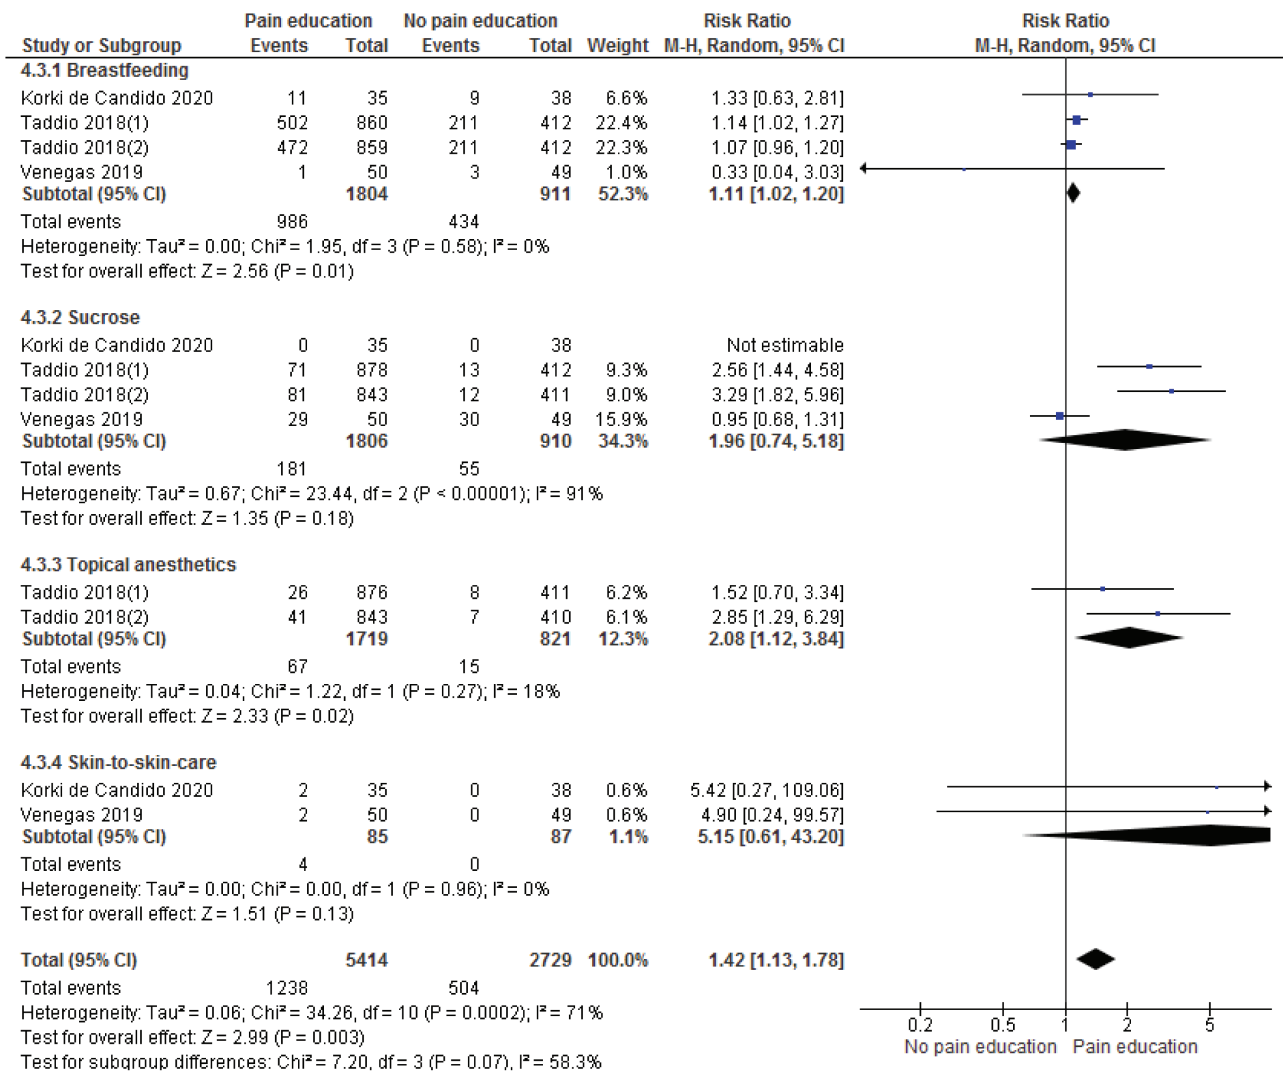 Pain education No pain education Risk Ratio Risk Ratio
Study or Subgroup Events Total Events Total Weight M-H, Random, 95% CI M-H, Random, 95% CI
4.3.1 Breastfeeding
Korki de Candido 2020 11 35 9 38 6.6% 1.33 [0.63, 2.81]
Taddio 2018(1) 502 860 211 412 22.4% 1.14 [1.02, 1.27]
Taddio 2018(2) 472 859 211 412 22.3% 1.07 [0.96, 1.20]
Venegas 2019 1 50 3 49 1.0% 0.33 [0.04, 3.03]
Subtotal (95% CI) 1804 911 52.3% 1.11 [1.02, 1.20]
Total events 986 434
Heterogeneity: Tau² = 0.00; Chi² = 1.95, df = 3 (P = 0.58); I² = 0%
Test for overall effect: Z = 2.56 (P = 0.01)
4.3.2 Sucrose
Korki de Candido 2020 0 35 0 38 Not estimable
Taddio 2018(1) 71 878 13 412 9.3% 2.56 [1.44, 4.58]
Taddio 2018(2) 81 843 12 411 9.0% 3.29 [1.82, 5.96]
Venegas 2019 29 50 30 49 15.9% 0.95 [0.68, 1.31]
Subtotal (95% CI) 1806 910 34.3% 1.96 [0.74, 5.18]
Total events 181 55
Heterogeneity: Tau² = 0.67; Chi² = 23.44, df = 2 (P < 0.00001); I² = 91%
Test for overall effect: Z = 1.35 (P = 0.18)
4.3.3 Topical anesthetics
Taddio 2018(1) 26 876 8 411 6.2% 1.52 [0.70, 3.34]
Taddio 2018(2) 41 843 7 410 6.1% 2.85 [1.29, 6.29]
Subtotal (95% CI) 1719 821 12.3% 2.08 [1.12, 3.84]
Total events 67 15
Heterogeneity: Tau² = 0.04; Chi² = 1.22, df = 1 (P = 0.27); I² = 18%
Test for overall effect: Z = 2.33 (P = 0.02)
4.3.4 Skin-to-skin-care
Korki de Candido 2020 2 35 0 38 0.6% 5.42 [0.27, 109.06]
Venegas 2019 2 50 0 49 0.6% 4.90 [0.24, 99.57]
Subtotal (95% CI) 85 87 1.1% 5.15 [0.61, 43.20]
Total events 4 0
Heterogeneity: Tau² = 0.00; Chi² = 0.00, df = 1 (P = 0.96); I² = 0%
Test for overall effect: Z = 1.51 (P = 0.13)
Total (95% CI) 5414 2729 100.0% 1.42 [1.13, 1.78]
Total events 1238 504
Heterogeneity: Tau² = 0.06; Chi² = 34.26, df = 10 (P = 0.0002); I² = 71%
Test for overall effect: Z = 2.99 (P = 0.003)
Test for subgroup differences: Chi² = 7.20, df = 3 (P = 0.07), I² = 58.3%
0.2 0.5 1 2 5
No pain education Pain education